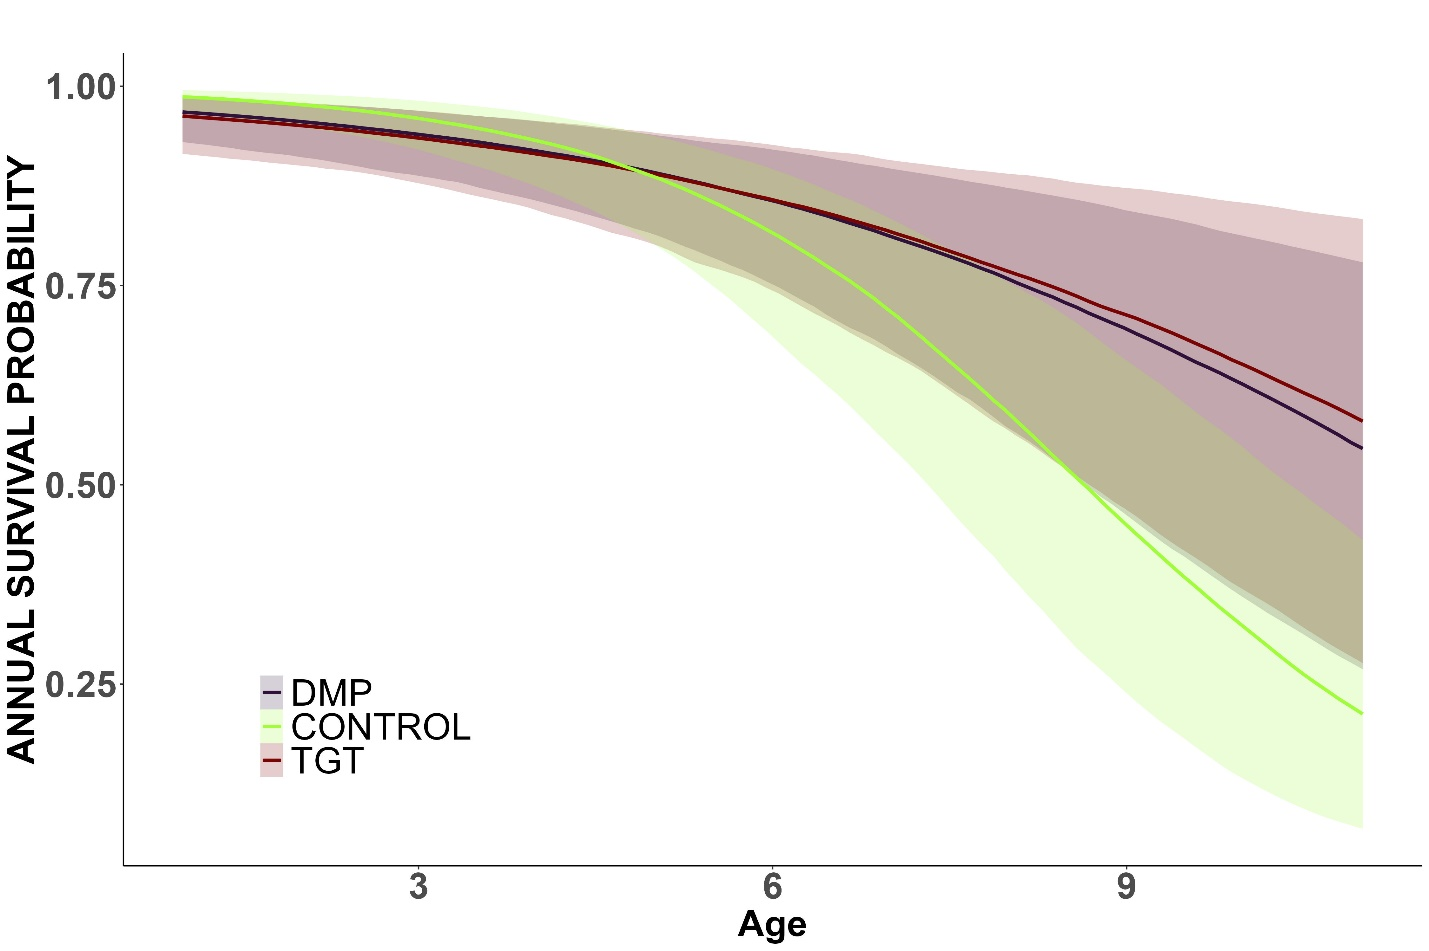 ANNUAL SURVIVAL PROBABILITY
1.00
0.75
0.50
0.25
DMP
CONTROL
TGT
3
6
9
Age